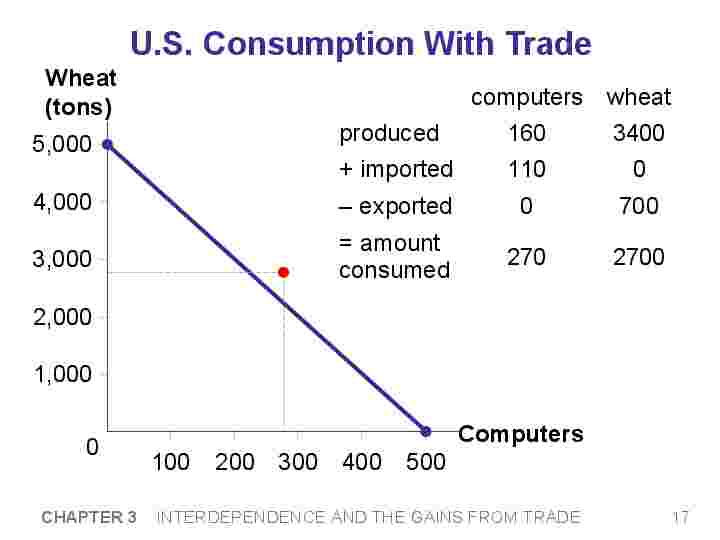 U.S. Consumption With Trade
Wheat
(tons)
computers wheat
produced 160 3400
+ imported 110 0
– exported 0 700
= amount
consumed 270 2700
5,000
4,000
3,000
2,000
1,000
0
100 200 300 400 500
Computers
CHAPTER 3 INTERDEPENDENCE AND THE GAINS FROM TRADE 17